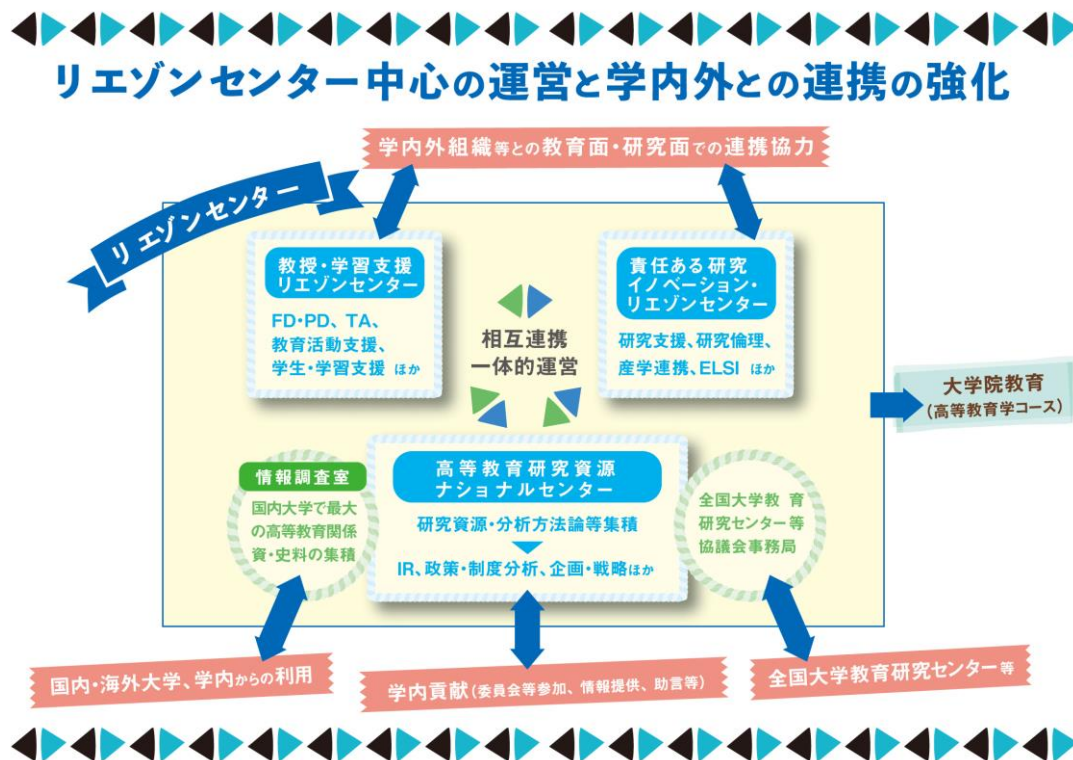 リエゾンセンター中心の運営と学内外との連携の強化
学内外組織等との教育面・研究面での連携協力
リエゾンセンター
教授・学習支援
リエゾンセンター
FD・PD、TA、
教育活動支援、
学生・学習支援 ほか
責任ある研究
イノベーション・
リエゾンセンター
研究支援、研究倫理、
産学連携、ELSI ほか
相互連携
一体的運営
大学院教育
(高等教育学コース)
情報調査室
国内大学で最大
の高等教育関係
資・史料の集積
高等教育研究資源
ナショナルセンター
研究資源・分析方法論等集積
IR、政策・制度分析、企画・戦略ほか
全国大学教 育
研究センター等
協議会事務局
国内・海外大学、学内からの利用
学内貢献(委員会等参加、情報提供、助言等)
全国大学教育研究センター等